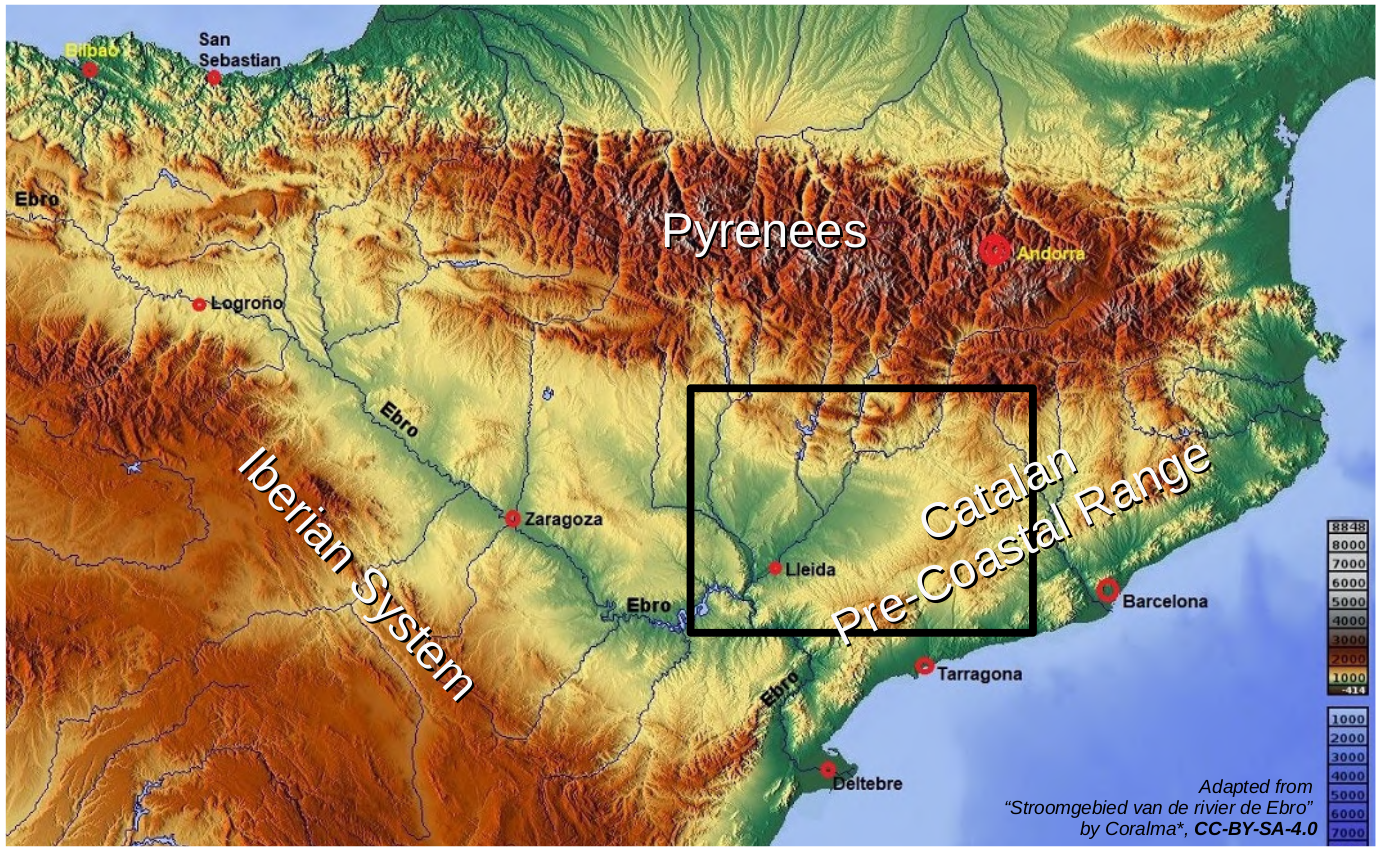 Bilbao
San
Sebastian
Ebro
Pyrenees
Andorra
Logroño
Ebro
Iberian System
Zaragoza
Catalan
Pre-Coastal Range
Lleida
Ebro
Barcelona
Tarragona
Ebro
Deltebre
8848
8000
7000
6000
5000
4000
3000
2000
1000
-414
1000
2000
3000
4000
5000
6000
7000
Adapted from
“Stroomgebied van de rivier de Ebro”
by Coralma*, CC-BY-SA-4.0